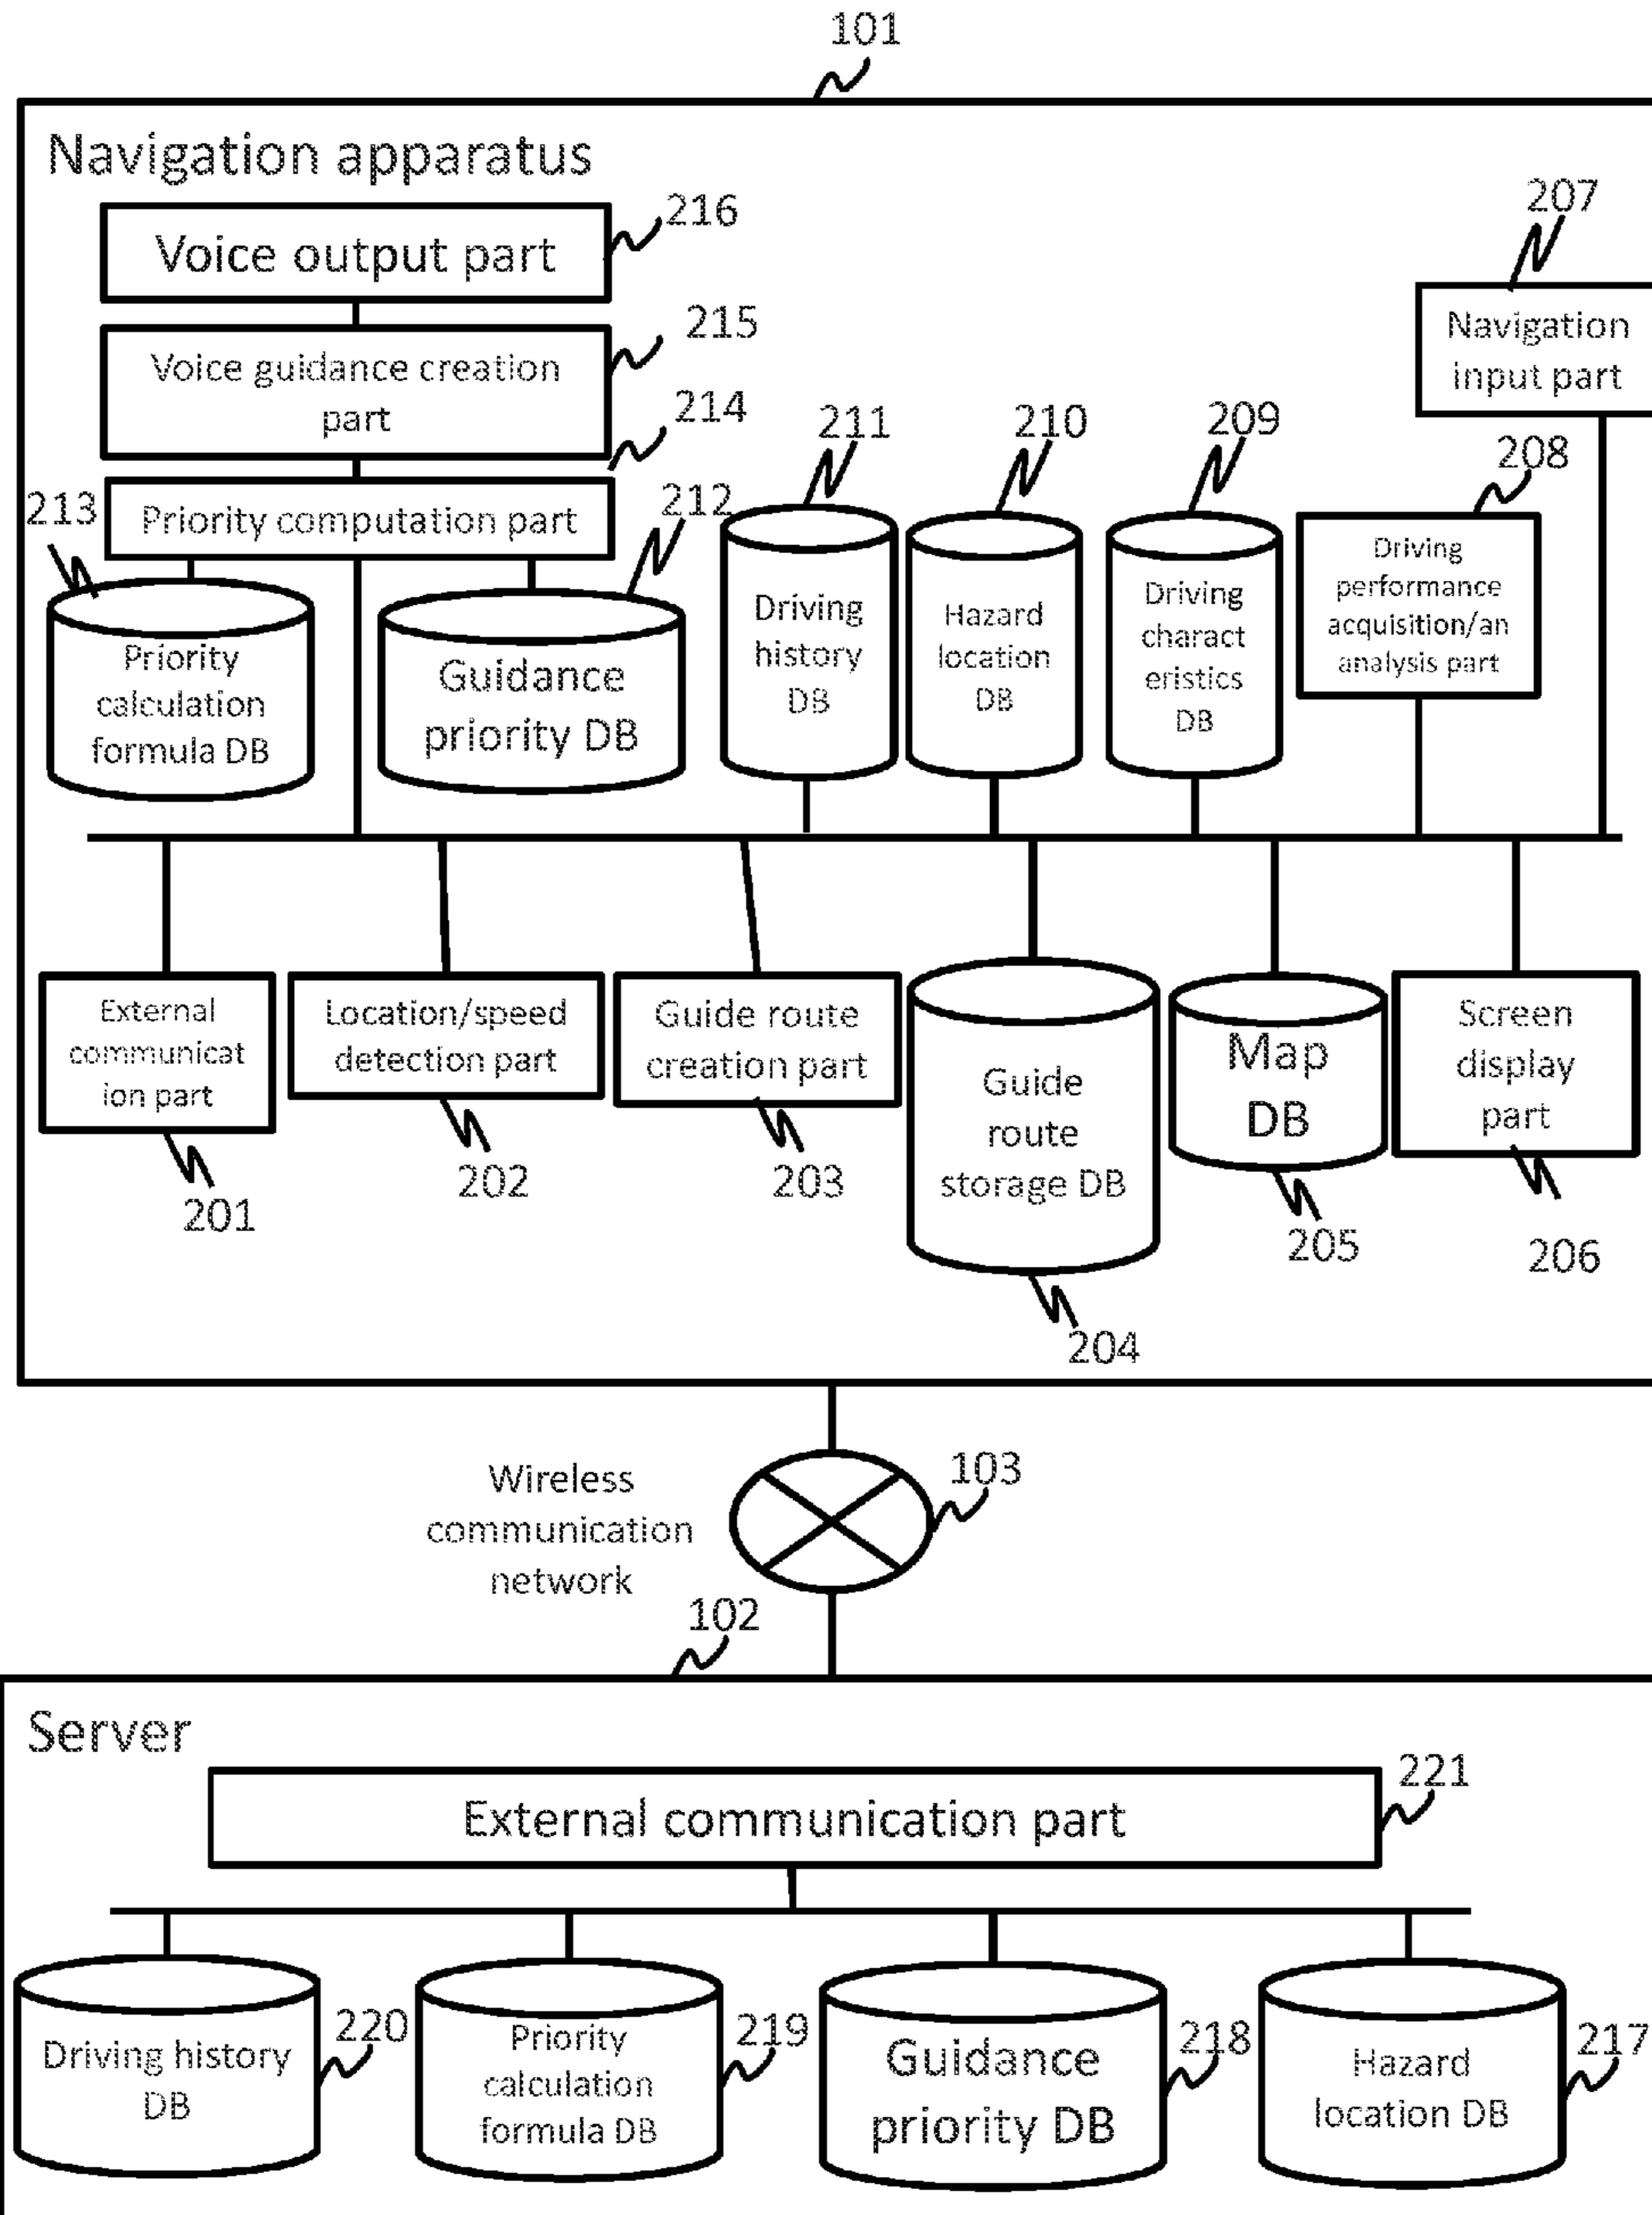 101
Navigation apparatus
216
Voice output part
207
Navigation
input part
215
Voice guidance creation
part
214
211
210
209
208
213
Priority computation part
212
Driving
performance
acquisition/an
analysis part
Driving
history
DB
Hazard
location
DB
Driving
charact
eristics
DB
Priority
calculation
formula DB
Guidance
priority DB
External
communicat
ion part
201
Location/speed
detection part
202
Guide route
creation part
203
Guide
route
storage DB
204
Map
DB
205
Screen
display
part
206
Wireless
communication
network
103
102
Server
221
External communication part
Driving history
DB
220
Priority
calculation
formula DB
219
Guidance
priority DB
218
Hazard
location DB
217